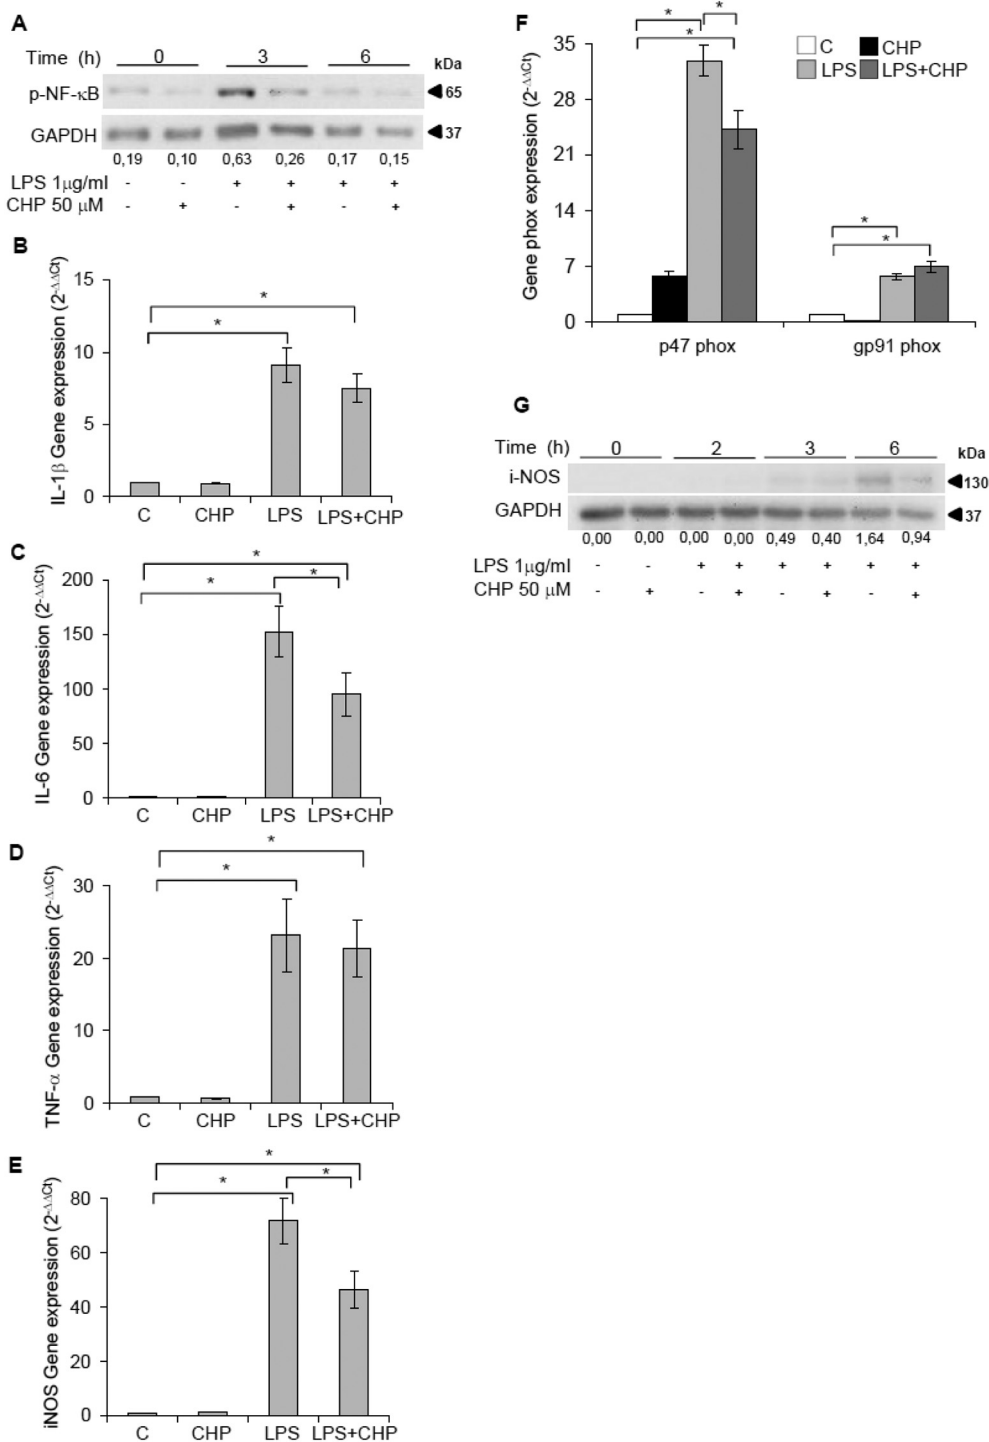 A
Time (h) 0 3 6 kDa
p-NF-κB 65
GAPDH 37
0,19 0,10 0,63 0,26 0,17 0,15
LPS 1μg/ml - - + + + +
CHP 50 μM - + - + - +
B
IL-1β Gene expression (2-ΔΔCt)
15
10
5
0
* *
C CHP LPS LPS+CHP
C
IL-6 Gene expression (2-ΔΔCt)
200
150
100
50
0
* * *
C CHP LPS LPS+CHP
D
TNF-α Gene expression (2-ΔΔCt)
30
20
10
0
* *
C CHP LPS LPS+CHP
E
iNOS Gene expression (2-ΔΔCt)
80
60
40
20
0
* * *
C CHP LPS LPS+CHP
F
Gene phox expression (2-ΔΔCt)
35
28
21
14
7
0
* * *
* *
C CHP
LPS LPS+CHP
p47 phox gp91 phox
G
Time (h) 0 2 3 6 kDa
i-NOS 130
GAPDH 37
0,00 0,00 0,00 0,00 0,49 0,40 1,64 0,94
LPS 1μg/ml - - + + + + + +
CHP 50 μM - + - + - + - +